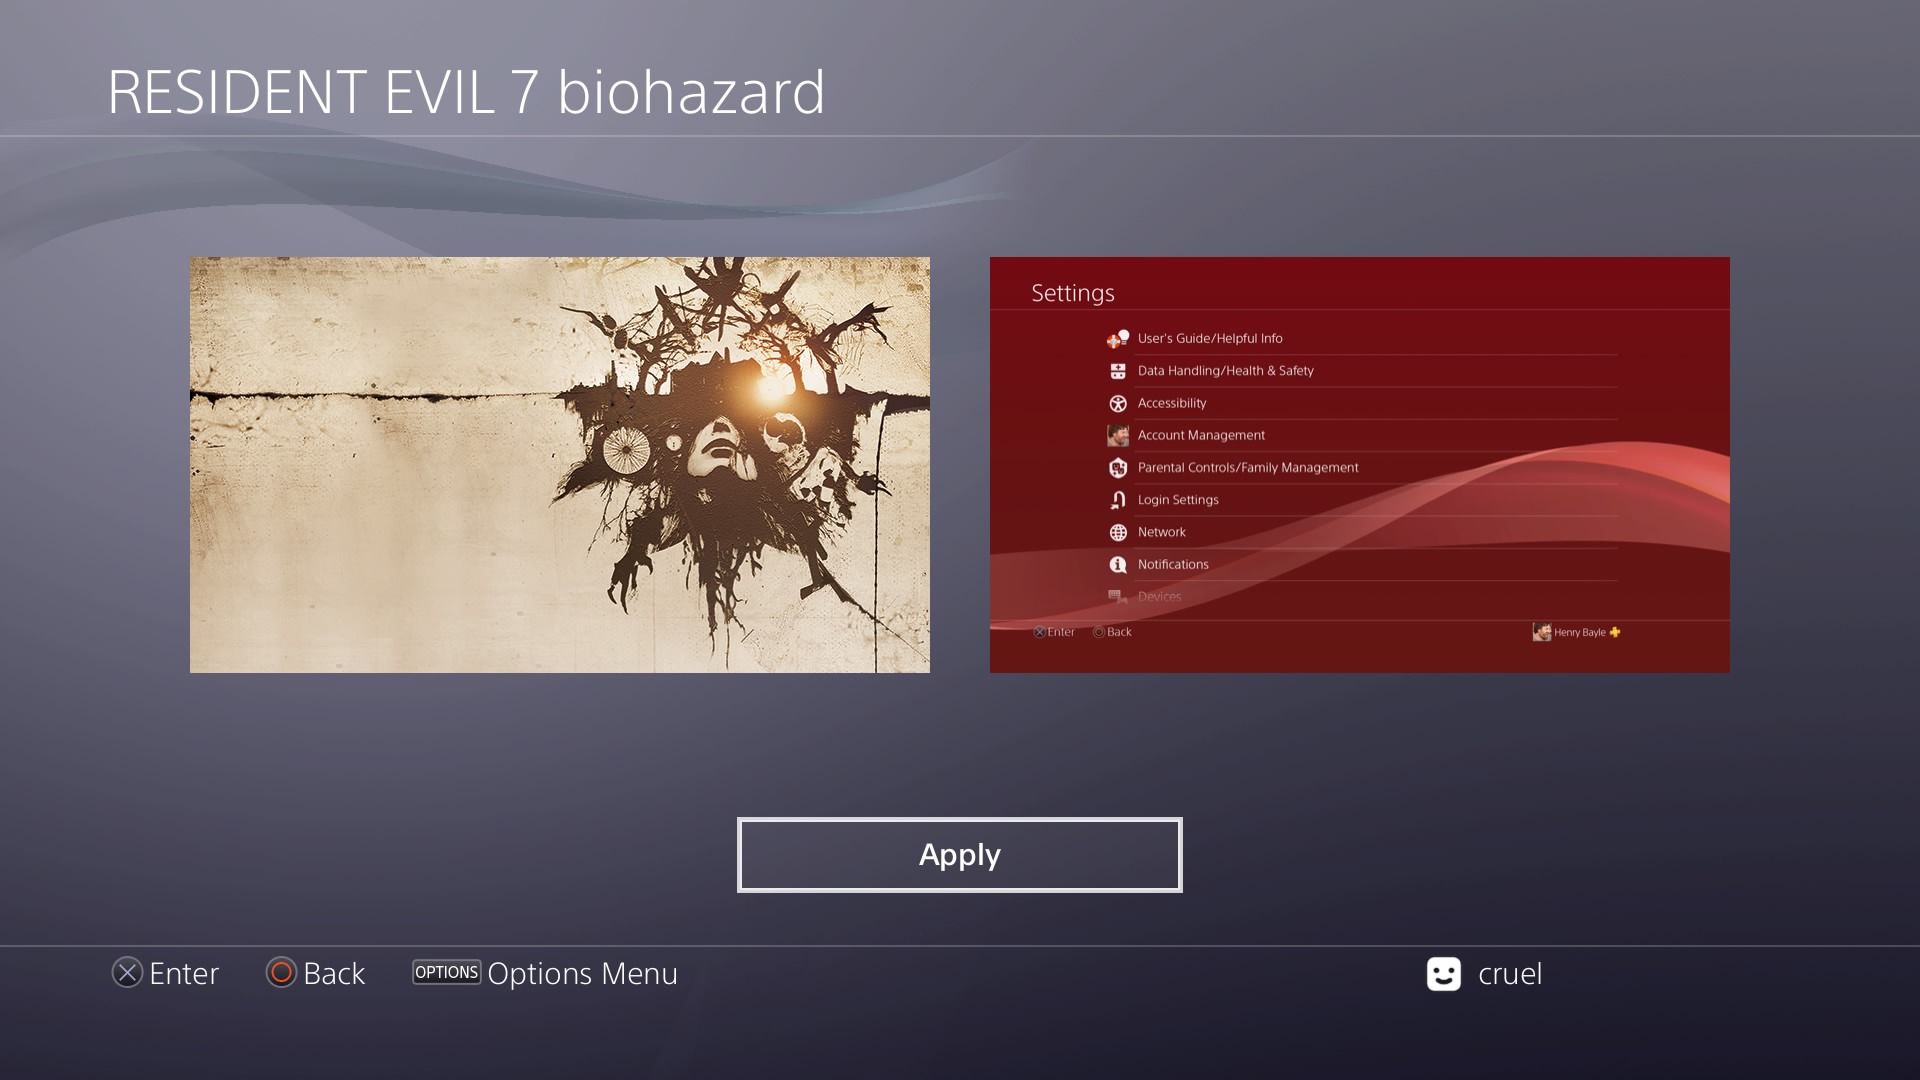 RESIDENT EVIL 7 biohazard
Settings
User's Guide/Helpful Info
Data Handling/Health & Safety
Accessibility
Account Management
Parental Controls/Family Management
Login Settings
Network
Notifications
Devices
Enter Back Henry Bayle
Apply
Enter Back OPTIONS Options Menu cruel